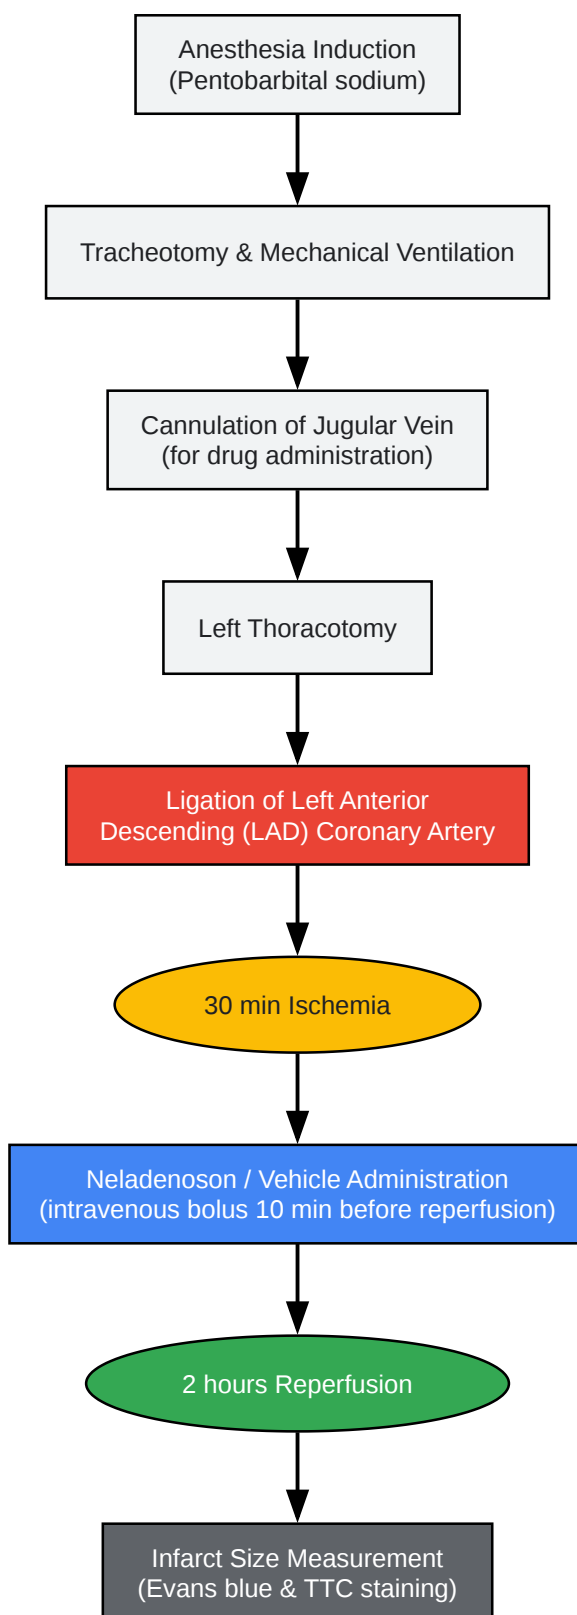 Anesthesia Induction
(Pentobarbital sodium)
Tracheotomy & Mechanical Ventilation
Cannulation of Jugular Vein
(for drug administration)
Left Thoracotomy
Ligation of Left Anterior
Descending (LAD) Coronary Artery
30 min Ischemia
Neladenoson / Vehicle Administration
(intravenous bolus 10 min before reperfusion)
2 hours Reperfusion
Infarct Size Measurement
(Evans blue & TTC staining)